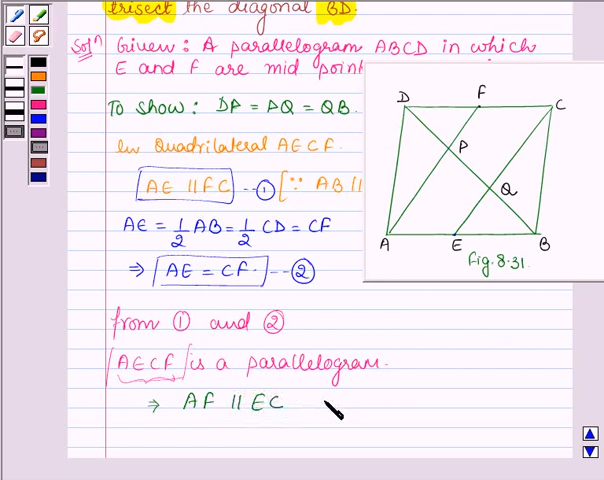 trisect the diagonal BD.
Solⁿ Given: A parallelogram ABCD in which
E and F are mid point
To show: DP = PQ = QB.
In Quadrilateral AECF.
AE || FC --① [∵ AB ||
AE = 1/2 AB = 1/2 CD = CF
⇒ AE = CF. --②
from ① and ②
AECF is a parallelogram.
⇒ AF || EC
D F C
P
Q
A E B
Fig. 8.31.